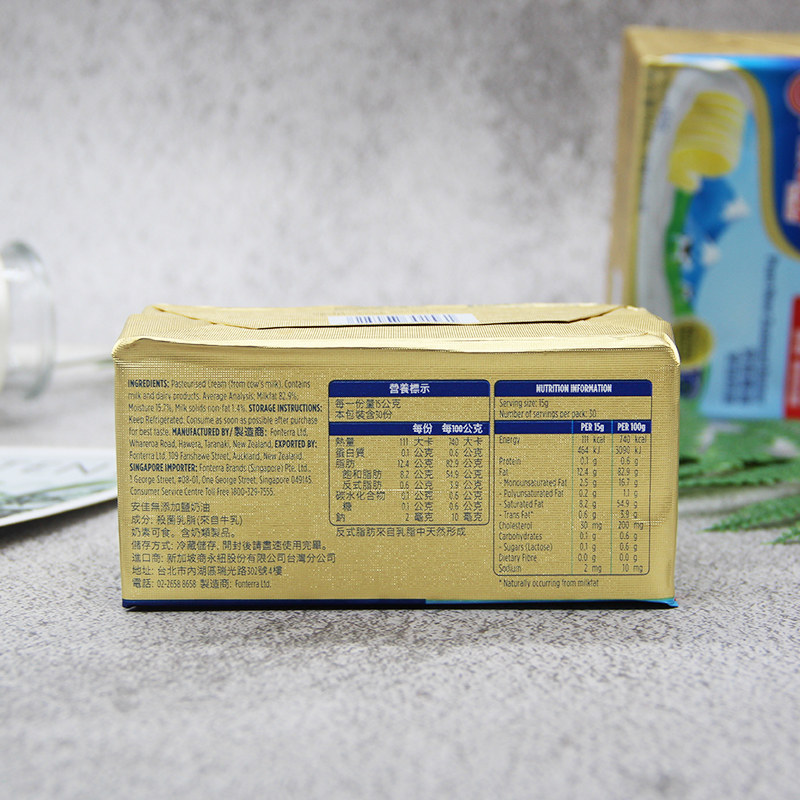 INGREDIENTS: Pasteurised Cream (from cow's milk). Contains
milk and dairy products. Average Analysis: Milkfat 82.9%,
Moisture 15.7%, Milk solids non-fat 1.4%. STORAGE INSTRUCTIONS:
Keep Refrigerated. Consume as soon as possible after purchase
for best taste. MANUFACTURED BY/製造商: Fonterra Ltd,
Whareroa Road, Hawera, Taranaki, New Zealand. EXPORTED BY:
Fonterra Ltd. 109 Fanshawe Street, Auckland, New Zealand.
SINGAPORE IMPORTER: Fonterra Brands (Singapore) Pte. Ltd.,
1 George Street, #08-01, One George Street, Singapore 049145.
Consumer Service Centre Toll Free 1800-329-7555.
安佳無添加鹽奶油
成分: 殺菌乳脂(來自牛乳)
奶素可食。含奶類製品。
儲存方式: 冷藏儲存、開封後請盡速使用完畢。
進口商: 新加坡商永紐股份有限公司台灣分公司
地址: 台北市內湖區瑞光路302號4樓
電話: 02-2658 8658 製造商: Fonterra Ltd.
營養標示
每一份量15公克
本包裝含30份
每份 每100公克
熱量 111 大卡 740 大卡
蛋白質 0.1 公克 0.6 公克
脂肪 12.4 公克 82.9 公克
飽和脂肪 8.2 公克 54.9 公克
反式脂肪 0.6 公克 3.9 公克
碳水化合物 0.1 公克 0.6 公克
糖 0.1 公克 0.6 公克
鈉 2 毫克 10 毫克
反式脂肪來自乳脂中天然形成
NUTRITION INFORMATION
Serving size: 15g
Number of servings per pack: 30
PER 15g PER 100g
Energy 111 kcal 740 kcal
464 kJ 3090 kJ
Protein 0.1 g 0.6 g
Fat 12.4 g 82.9 g
- Monounsaturated Fat 2.5 g 16.7 g
- Polyunsaturated Fat 0.2 g 1.1 g
- Saturated Fat 8.2 g 54.9 g
- Trans Fat* 0.6 g 3.9 g
Cholesterol 30 mg 200 mg
Carbohydrates 0.1 g 0.6 g
- Sugars (Lactose) 0.1 g 0.6 g
Dietary Fibre 0.0 g 0.0 g
Sodium 2 mg 10 mg
* Naturally occurring from milkfat